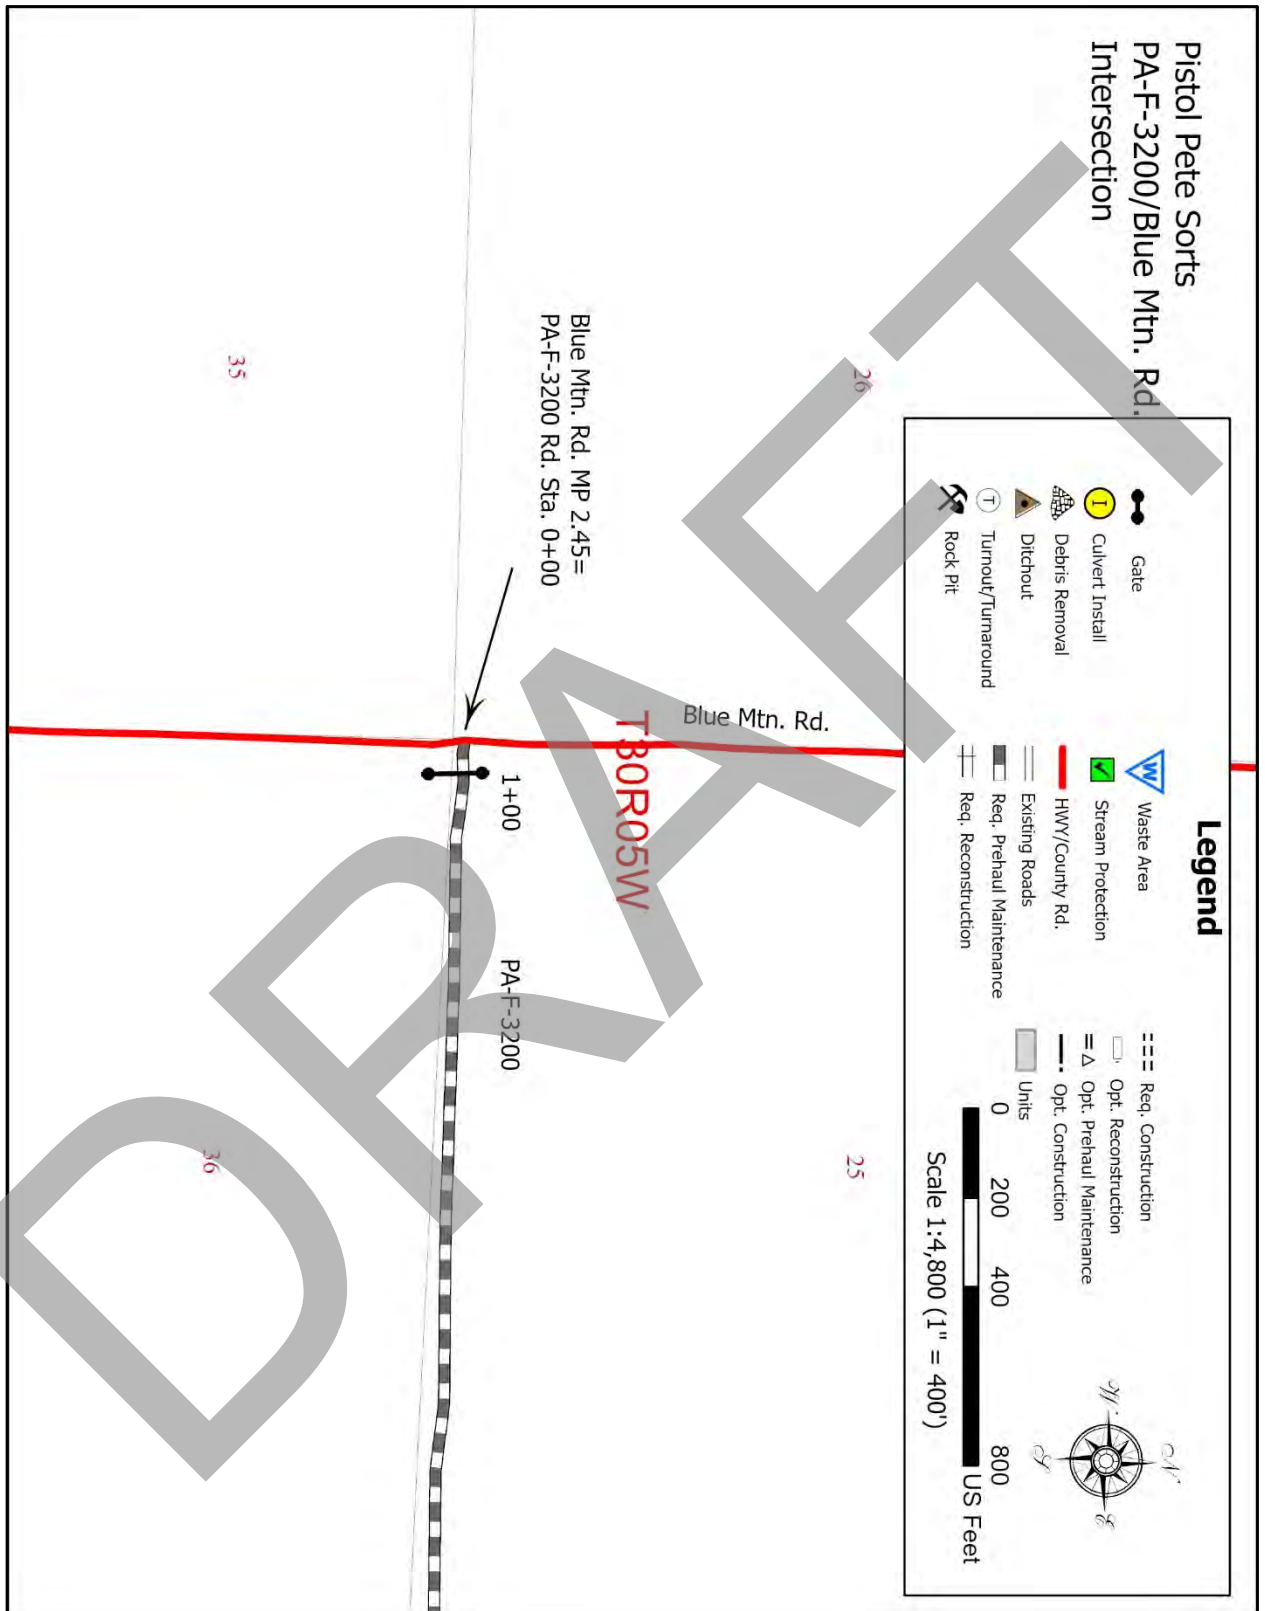 Pistol Pete Sorts
PA-F-3200/Blue Mtn. Rd.
Intersection
Legend
Gate
I
Culvert Install
Debris Removal
Ditchout
T
Turnout/Turnaround
Rock Pit
W
Waste Area
Stream Protection
HWY/County Rd.
Existing Roads
Req. Prehaul Maintenance
Req. Reconstruction
Req. Construction
Opt. Reconstruction
Opt. Prehaul Maintenance
Opt. Construction
Units
N
W
E
S
0 200 400 800
US Feet
Scale 1:4,800 (1" = 400')
26
25
Blue Mtn. Rd.
T30R05W
Blue Mtn. Rd. MP 2.45=
PA-F-3200 Rd. Sta. 0+00
1+00
PA-F-3200
35
36
DRAFT